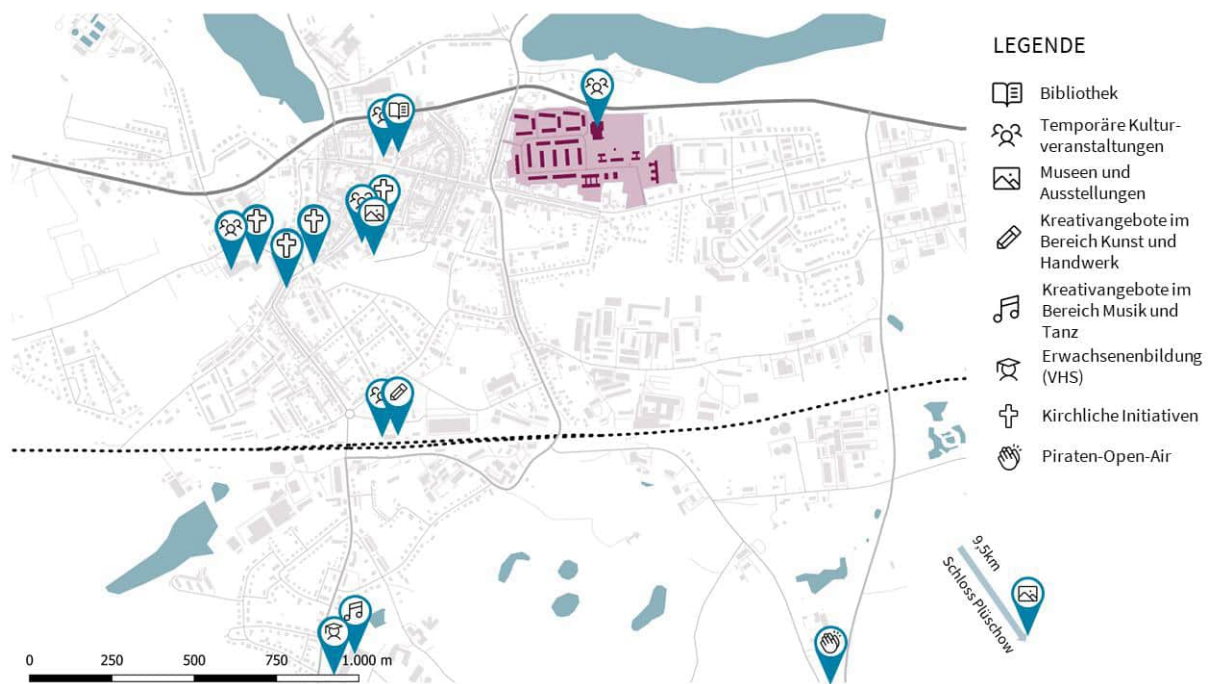 LEGENDE
Bibliothek
Temporäre Kultur-
veranstaltungen
Museen und
Ausstellungen
Kreativangebote im
Bereich Kunst und
Handwerk
Kreativangebote im
Bereich Musik und
Tanz
Erwachsenenbildung
(VHS)
Kirchliche Initiativen
Piraten-Open-Air
9,5km
Schloss Plüschow
0 250 500 750 1.000 m